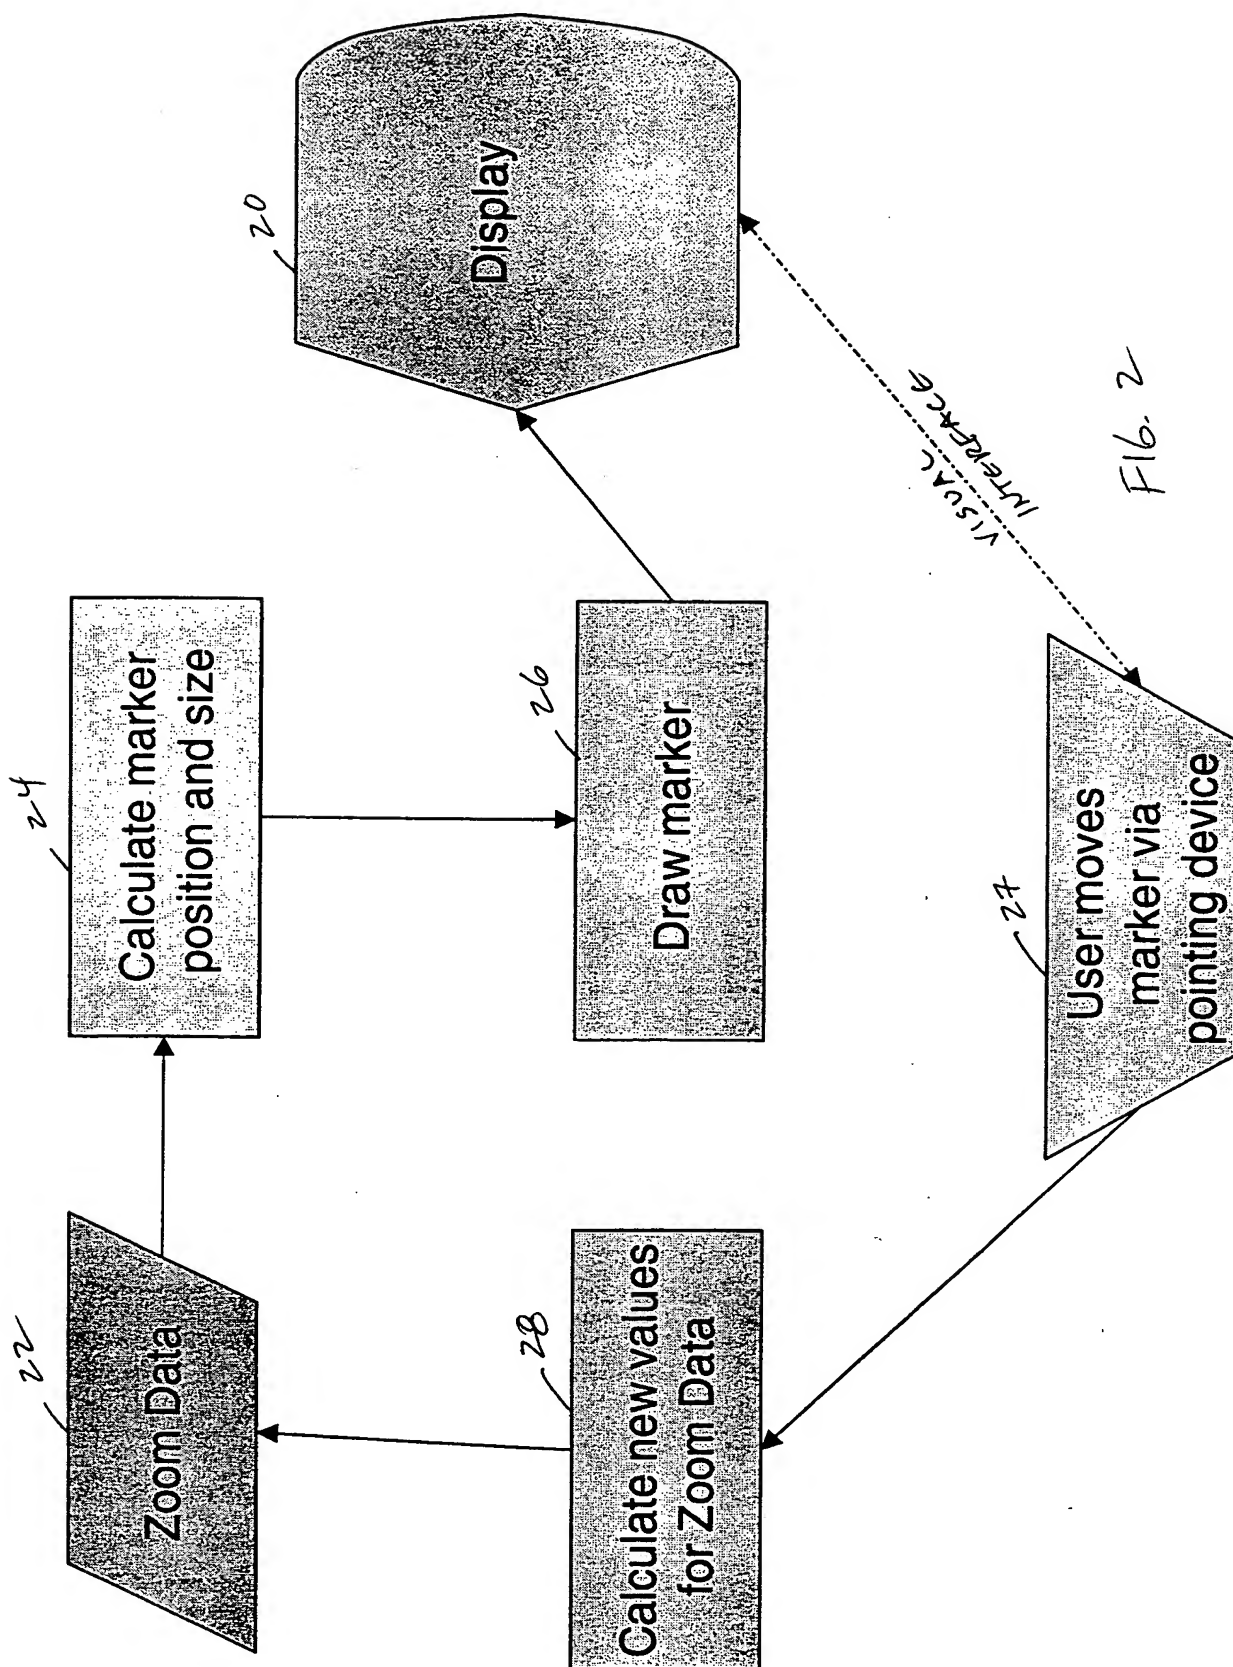 22
Zoom Data
24
Calculate marker
position and size
20
Display
28
Calculate new values
for Zoom Data
26
Draw marker
VISUAL
INTERFACE
27
User moves
marker via
pointing device
FIG. 2